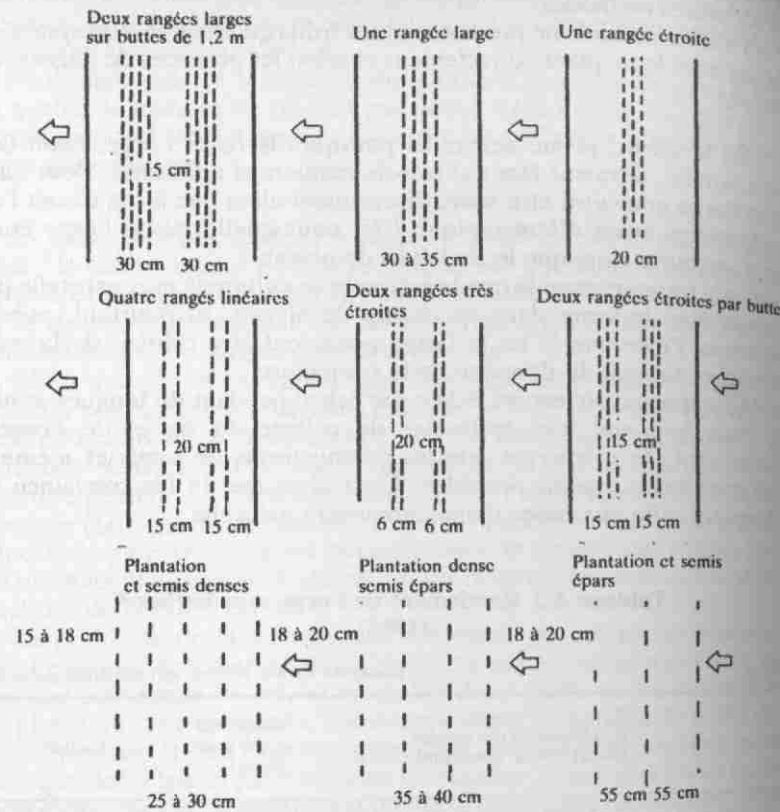 Deux rangées larges
sur buttes de 1,2 m
Une rangée large
Une rangée étroite
5 cm
30 cm 30 cm
30 à 35 cm
20 cm
Quatre rangés linéaires
Deux rangées très
étroites
Deux rangées étroites par butte
20 cm
20 cm
15 cm
15 cm 15 cm
6 cm 6 cm
15 cm 15 cm
Plantation
et semis denses
Plantation dense
semis épars
Plantation et semis
épars
15 à 18 cm
18 à 20 cm
18 à 20 cm
25 à 30 cm
35 à 40 cm
55 cm 55 cm